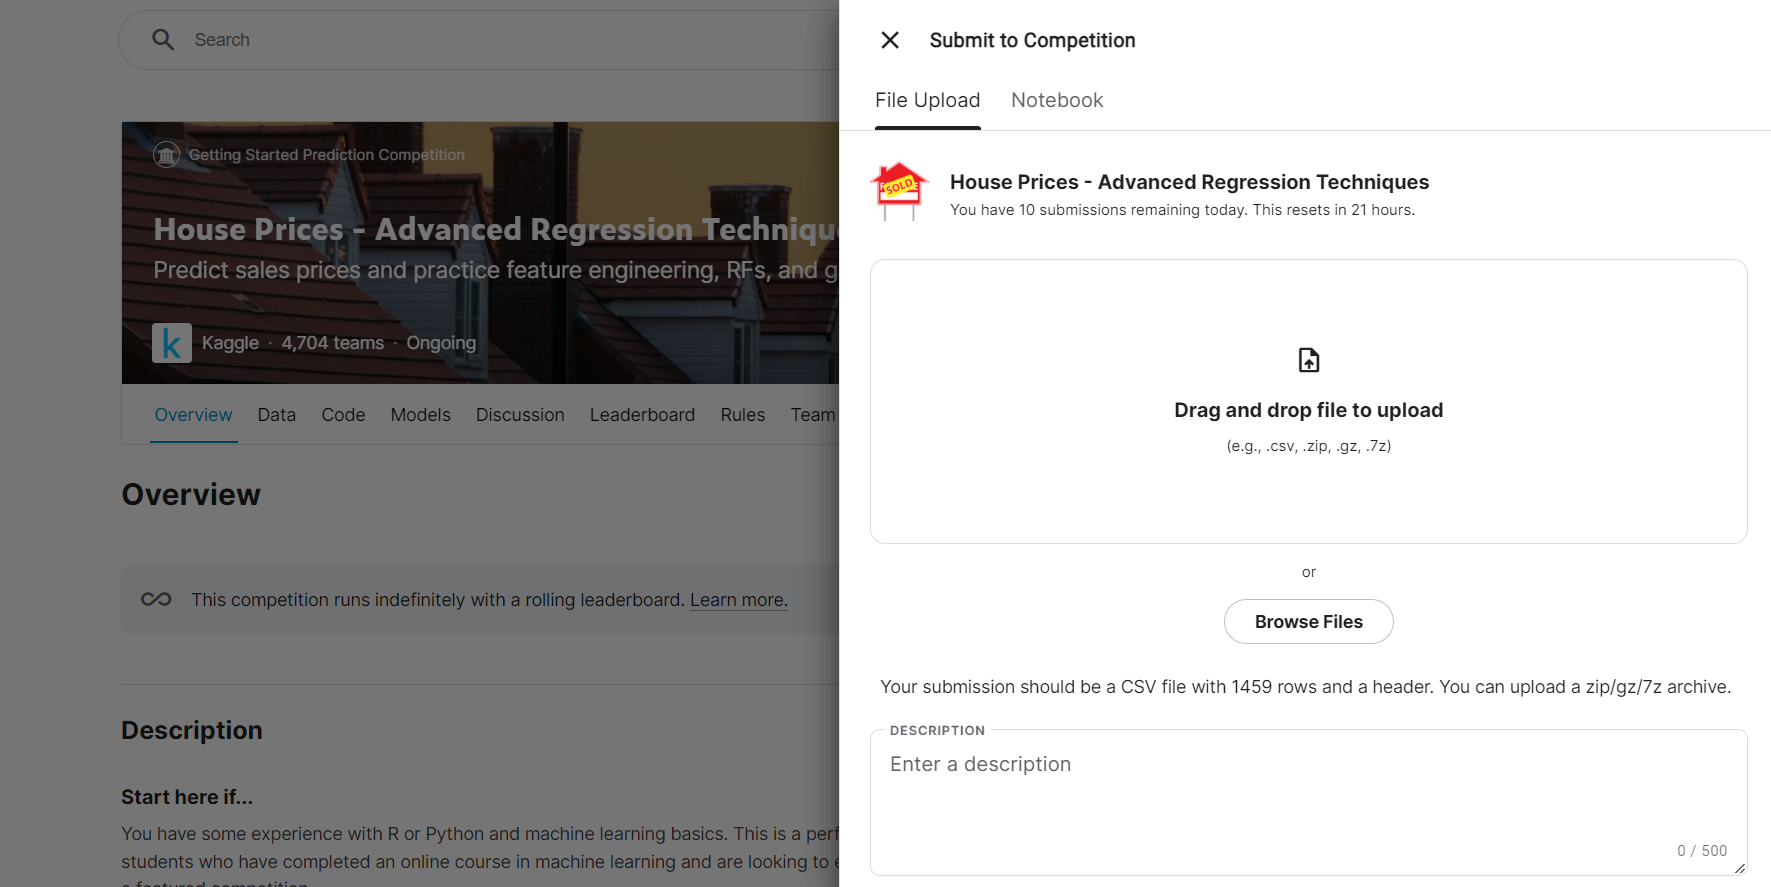 Search
Getting Started Prediction Competition
House Prices - Advanced Regression
Predict sales prices and practice feature engineering, RFs, and
k
Kaggle · 4,704 teams · Ongoing
Overview Data Code Models Discussion Leaderboard Rules Team
Overview
This competition runs indefinitely with a rolling leaderboard. Learn more.
Description
Start here if...
You have some experience with R or Python and machine learning basics. This is a
students who have completed an online course in machine learning and are looking to
Submit to Competition
File Upload Notebook
SOLD
House Prices - Advanced Regression Techniques
You have 10 submissions remaining today. This resets in 21 hours.
Drag and drop file to upload
(e.g., .csv, .zip, .gz, .7z)
or
Browse Files
Your submission should be a CSV file with 1459 rows and a header. You can upload a zip/gz/7z archive.
DESCRIPTION
Enter a description
0 / 500